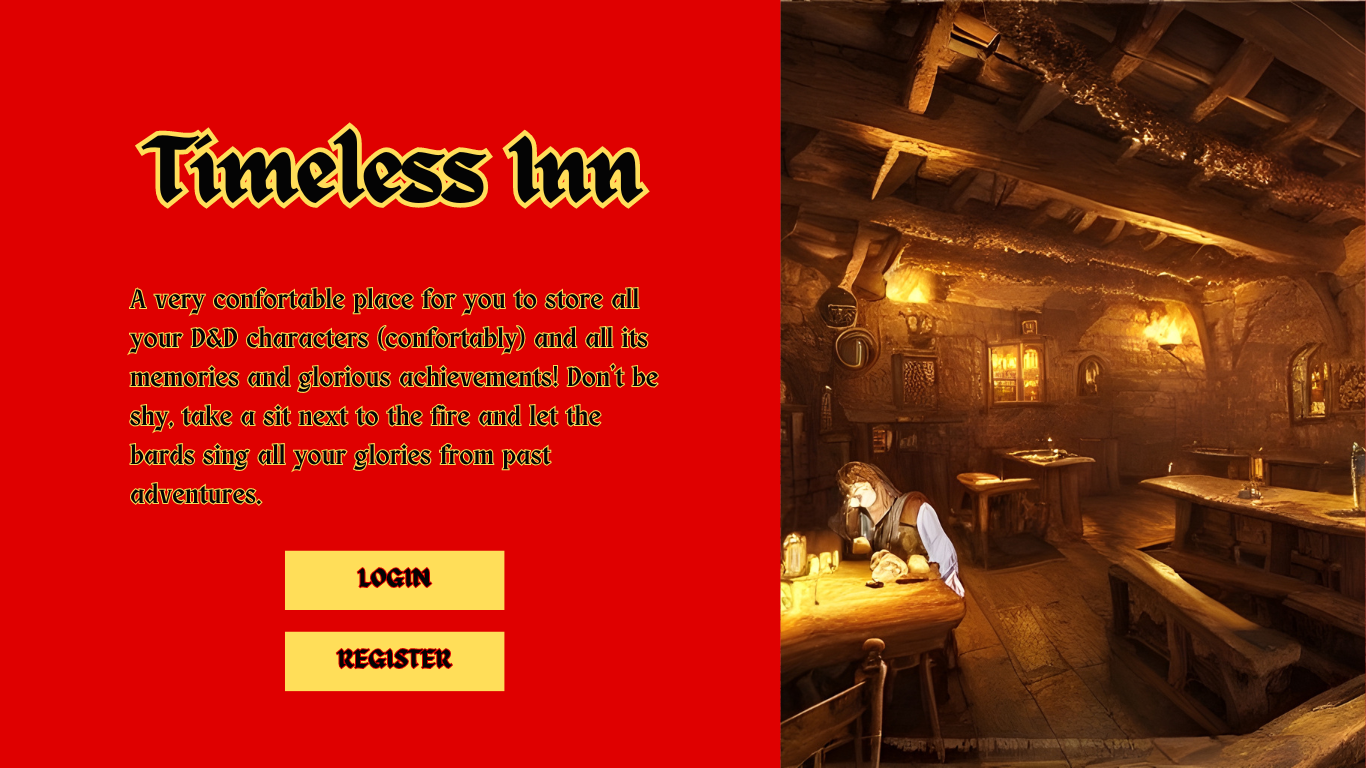 Timeless Inn
A very confortable place for you to store all
your D&D characters (confortably) and all its
memories and glorious achievements! Don't be
shy, take a sit next to the fire and let the
bards sing all your glories from past
adventures.
LOGIN
REGISTER